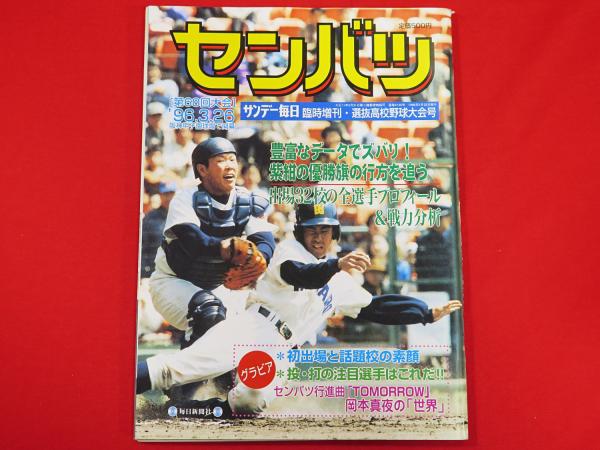 定価500円
センバツ
[第68回大会]
'96.3.26
サンデー毎日 臨時増刊・選抜高校野球大会号
豊富なデータでズバリ!
紫紺の優勝旗の行方を追う
出場32校の全選手プロフィール
&戦力分析
グラビア
*初出場と話題校の素顔
*投・打の注目選手はこれだ!!
センバツ行進曲「TOMORROW」
岡本真夜の「世界」
毎日新聞社